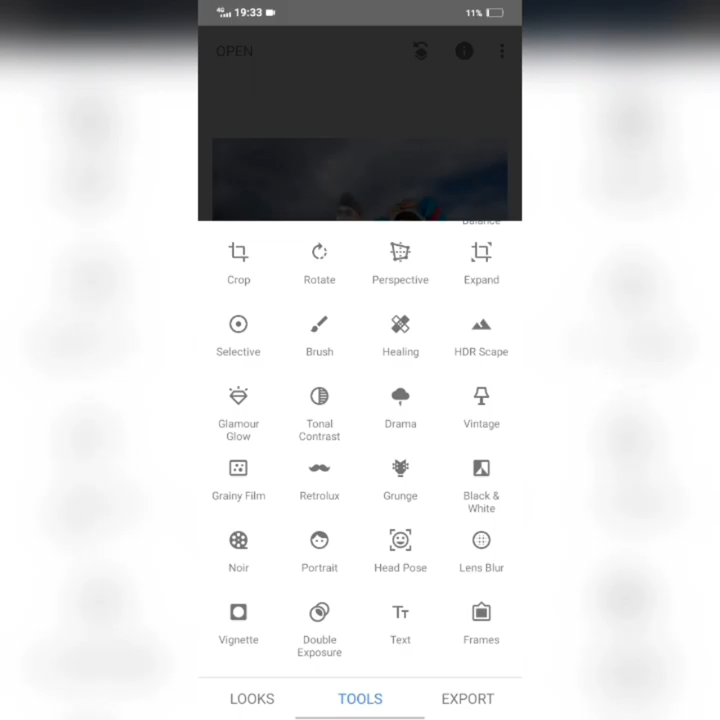 4G 19:33 11%
OPEN
Balance
Crop Rotate Perspective Expand
Selective Brush Healing HDR Scape
Glamour Glow Tonal Contrast Drama Vintage
Grainy Film Retrolux Grunge Black & White
Noir Portrait Head Pose Lens Blur
Vignette Double Exposure Text Frames
LOOKS TOOLS EXPORT